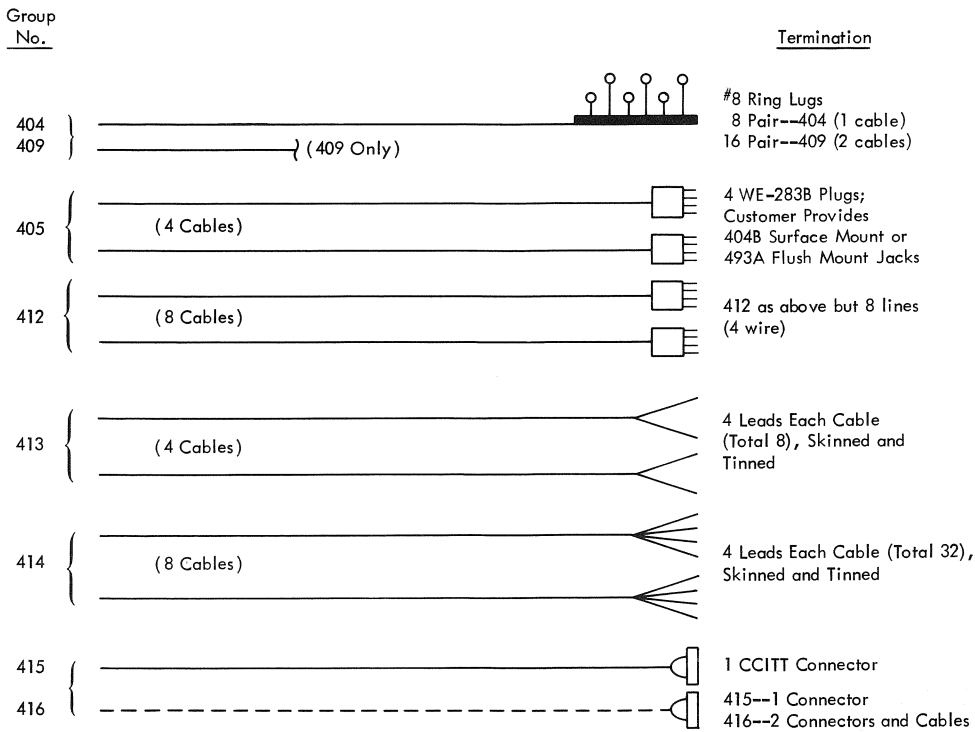 Group
No.
Termination
#8 Ring Lugs
8 Pair--404 (1 cable)
16 Pair--409 (2 cables)
404
409
(409 Only)
405
(4 Cables)
4 WE-283B Plugs;
Customer Provides
404B Surface Mount or
493A Flush Mount Jacks
412
(8 Cables)
412 as above but 8 lines
(4 wire)
413
(4 Cables)
4 Leads Each Cable
(Total 8), Skinned and
Tinned
414
(8 Cables)
4 Leads Each Cable (Total 32),
Skinned and Tinned
415
416
1 CCITT Connector
415--1 Connector
416--2 Connectors and Cables